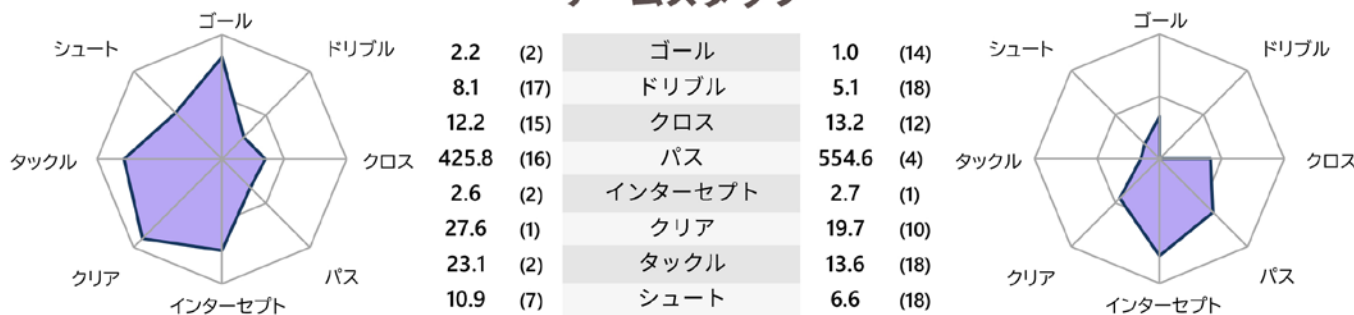 ゴール
シュート
ドリブル
タックル
クロス
クリア
パス
インターセプト
2.2 (2) ゴール 1.0 (14)
8.1 (17) ドリブル 5.1 (18)
12.2 (15) クロス 13.2 (12)
425.8 (16) パス 554.6 (4)
2.6 (2) インターセプト 2.7 (1)
27.6 (1) クリア 19.7 (10)
23.1 (2) タックル 13.6 (18)
10.9 (7) シュート 6.6 (18)
ゴール
シュート
ドリブル
タックル
クロス
クリア
パス
インターセプト